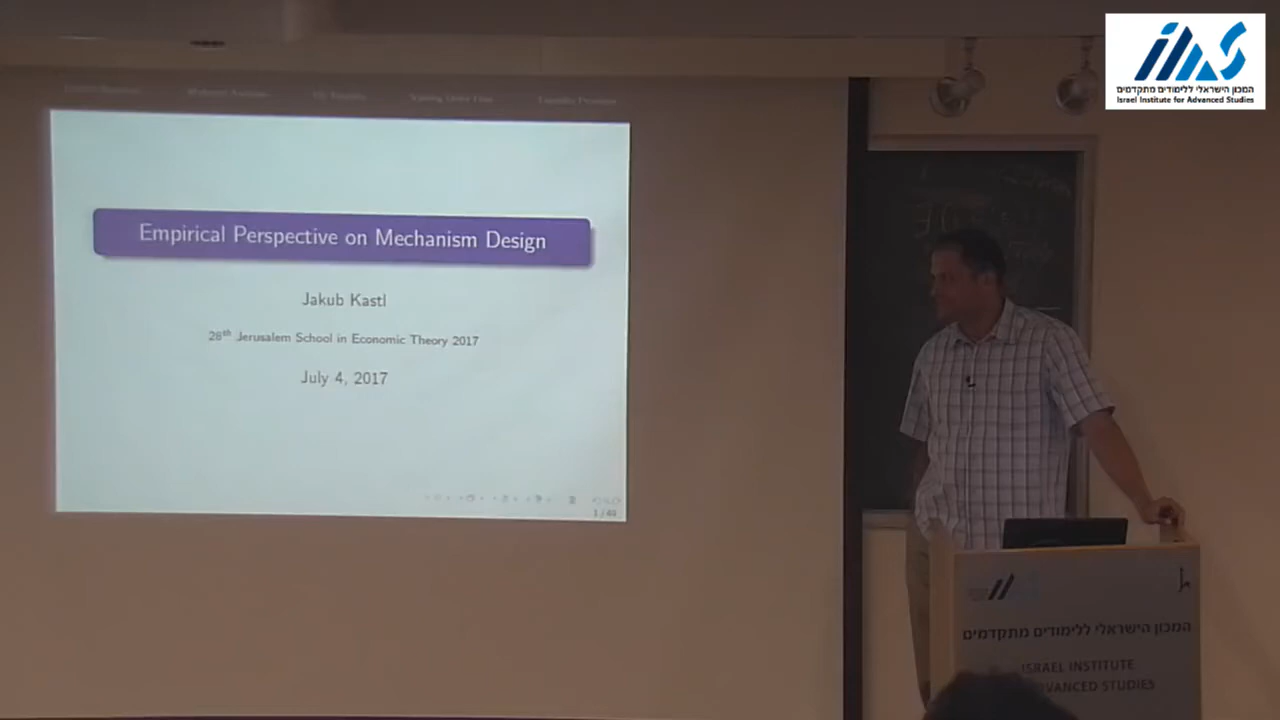 Empirical Perspective on Mechanism Design
Jakub Kastl
28th Jerusalem School in Economic Theory 2017
July 4, 2017
1 / 49
המכון הישראלי ללימודים מתקדמים
Israel Institute for Advanced Studies
המכון הישראלי ללימודים מתקדמים
ISRAEL INSTITUTE
ADVANCED STUDIES